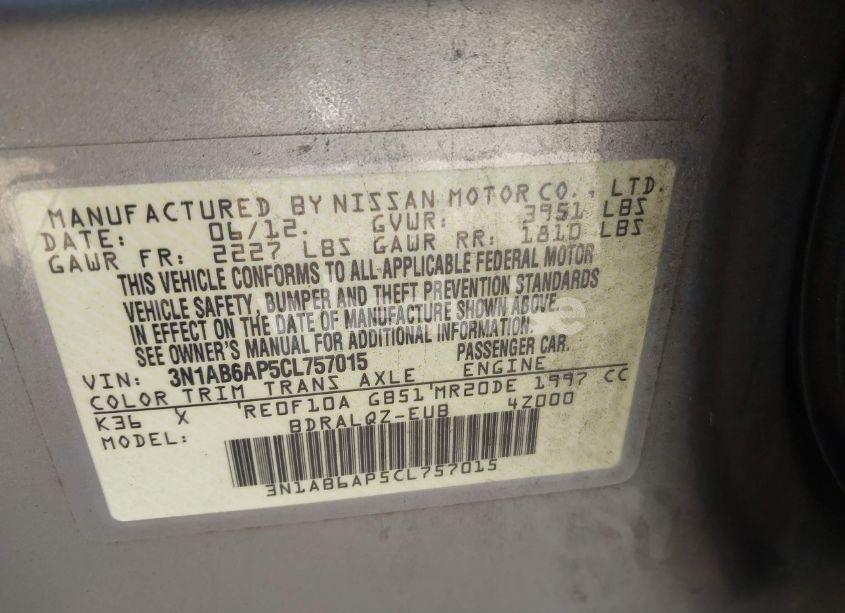 MANUFACTURED BY NISSAN MOTOR CO., LTD.
DATE: 06/12. GVWR: 3951 LBS
GAWR FR: 2227 LBS GAWR RR: 1810 LBS
THIS VEHICLE CONFORMS TO ALL-APPLICABLE FEDERAL MOTOR
VEHICLE SAFETY, BUMPER AND THEFT PREVENTION STANDARDS
IN EFFECT ON THE DATE OF MANUFACTURE SHOWN ABOVE.
SEE OWNER'S MANUAL FOR ADDITIONAL INFORMATION.
VIN: 3N1AB6AP5CL757015 PASSENGER CAR.
COLOR TRIM TRANS AXLE ENGINE
K36 X RE0F10A GB51 MR20DE 1997 CC
MODEL: BDRALQZ-EUB 4Z000
3N1AB6AP5CL757015